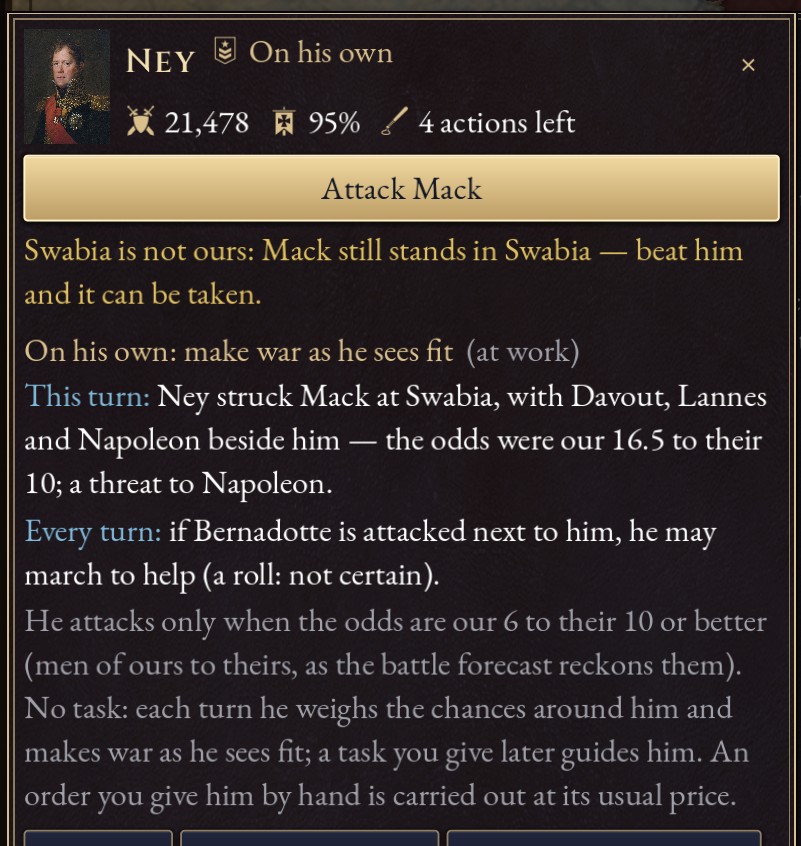 NEY On his own ×
21,478 95% 4 actions left
Attack Mack
Swabia is not ours: Mack still stands in Swabia — beat him
and it can be taken.
On his own: make war as he sees fit (at work)
This turn: Ney struck Mack at Swabia, with Davout, Lannes
and Napoleon beside him — the odds were our 16.5 to their
10; a threat to Napoleon.
Every turn: if Bernadotte is attacked next to him, he may
march to help (a roll: not certain).
He attacks only when the odds are our 6 to their 10 or better
(men of ours to theirs, as the battle forecast reckons them).
No task: each turn he weighs the chances around him and
makes war as he sees fit; a task you give later guides him. An
order you give him by hand is carried out at its usual price.